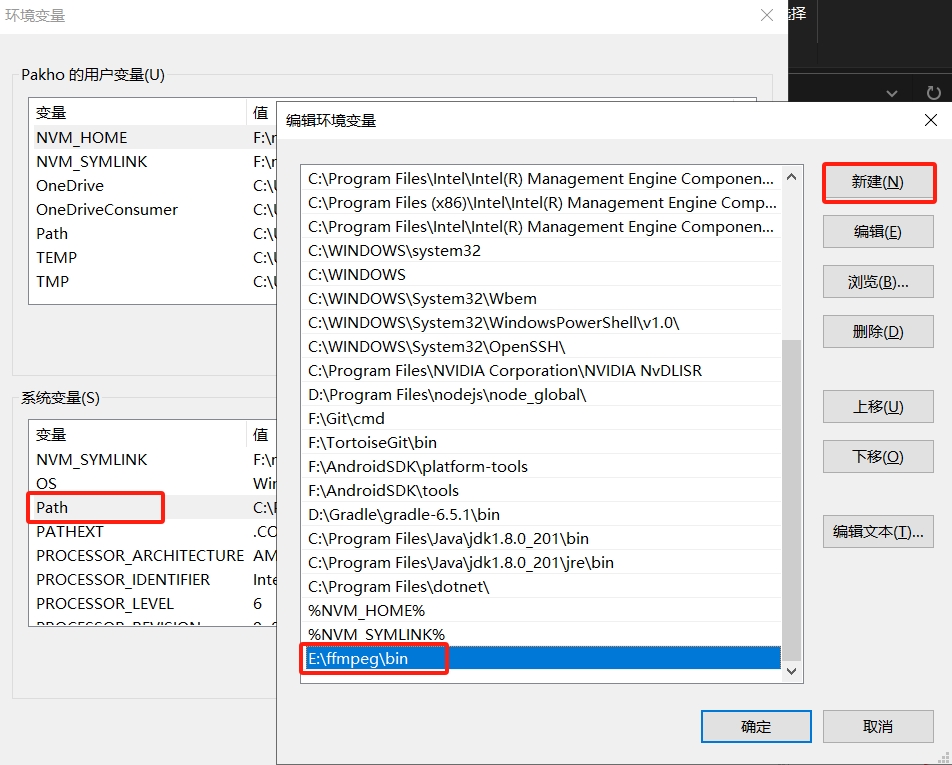 环境变量
选择
Pakho 的用户变量(U)
变量 值
NVM_HOME F:\r
NVM_SYMLINK F:\r
OneDrive C:\U
OneDriveConsumer C:\U
Path C:\U
TEMP C:\U
TMP C:\U
系统变量(S)
变量 值
NVM_SYMLINK F:\r
OS Win
Path C:\P
PATHEXT .CO
PROCESSOR_ARCHITECTURE AM
PROCESSOR_IDENTIFIER Inte
PROCESSOR_LEVEL 6
PROCESSOR_REVISION
编辑环境变量
C:\Program Files\Intel\Intel(R) Management Engine Componen...
C:\Program Files (x86)\Intel\Intel(R) Management Engine Comp...
C:\Program Files\Intel\Intel(R) Management Engine Componen...
C:\WINDOWS\system32
C:\WINDOWS
C:\WINDOWS\System32\Wbem
C:\WINDOWS\System32\WindowsPowerShell\v1.0\
C:\WINDOWS\System32\OpenSSH\
C:\Program Files\NVIDIA Corporation\NVIDIA NvDLISR
D:\Program Files\nodejs\node_global\
F:\Git\cmd
F:\TortoiseGit\bin
F:\AndroidSDK\platform-tools
F:\AndroidSDK\tools
D:\Gradle\gradle-6.5.1\bin
C:\Program Files\Java\jdk1.8.0_201\bin
C:\Program Files\Java\jdk1.8.0_201\jre\bin
C:\Program Files\dotnet\
%NVM_HOME%
%NVM_SYMLINK%
E:\ffmpeg\bin
新建(N)
编辑(E)
浏览(B)...
删除(D)
上移(U)
下移(O)
编辑文本(T)...
确定
取消